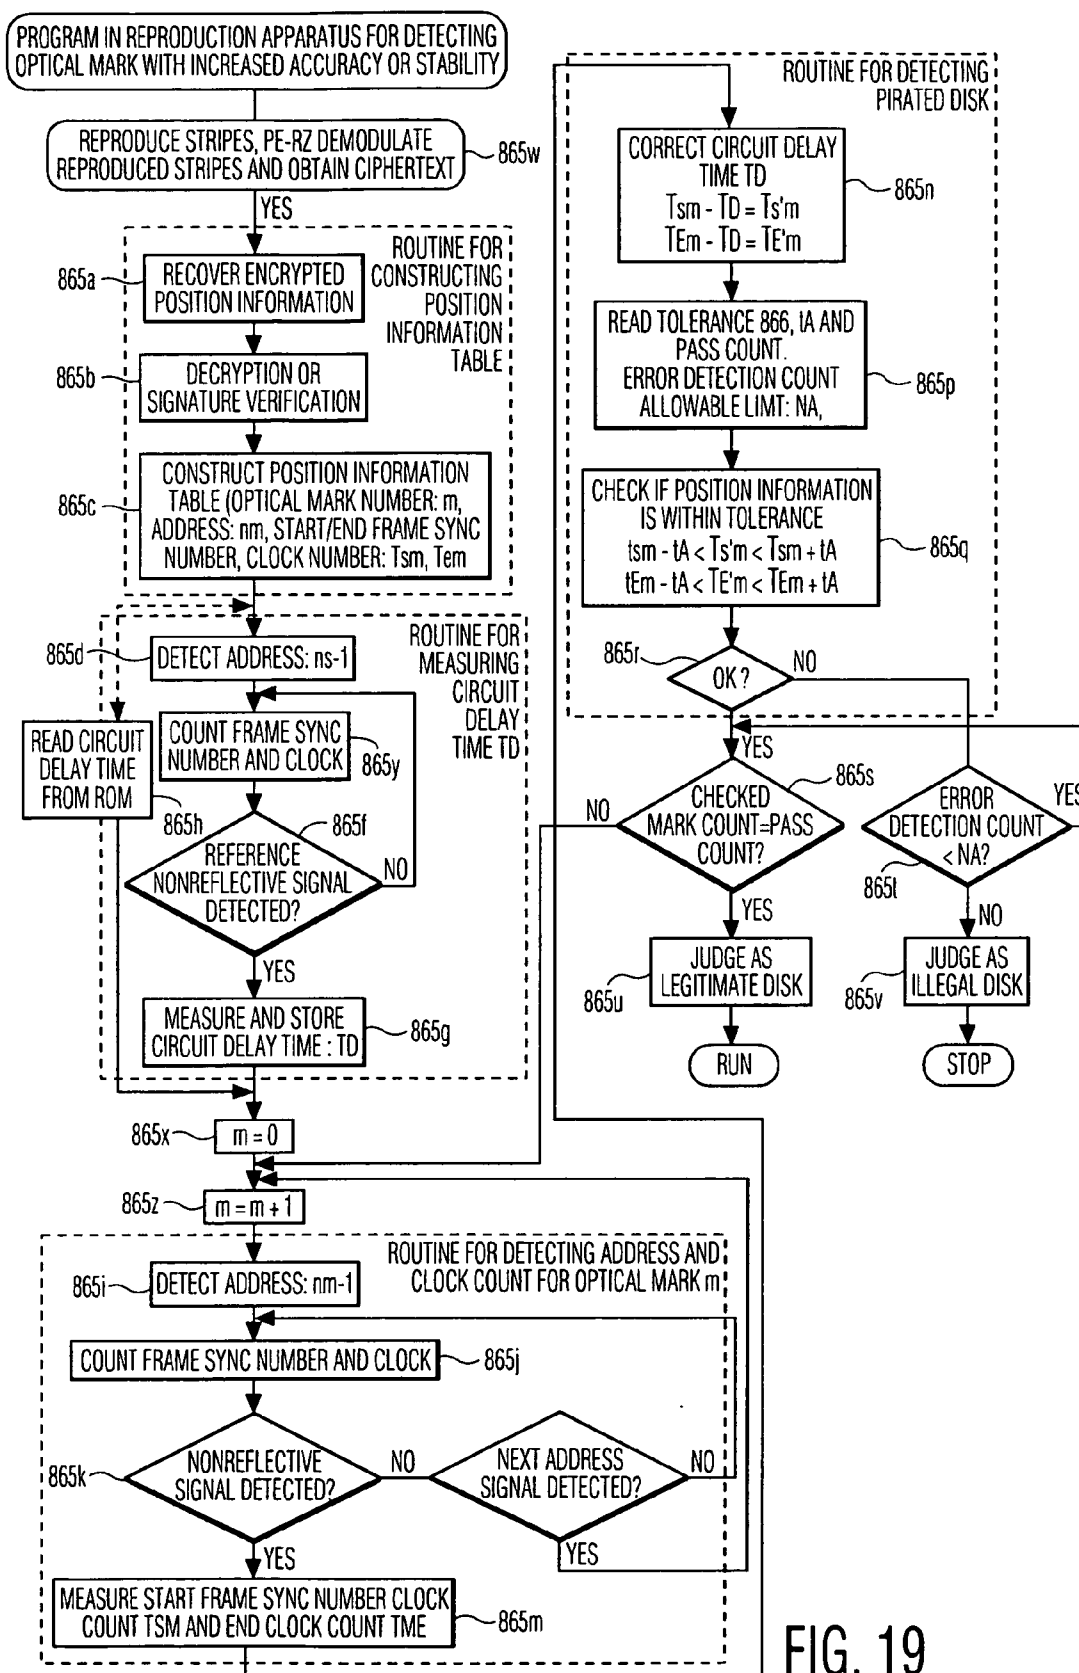 PROGRAM IN REPRODUCTION APPARATUS FOR DETECTING
OPTICAL MARK WITH INCREASED ACCURACY OR STABILITY
REPRODUCE STRIPES, PE-RZ DEMODULATE
REPRODUCED STRIPES AND OBTAIN CIPHERTEXT
865w
YES
ROUTINE FOR
CONSTRUCTING
POSITION
INFORMATION
TABLE
865a
RECOVER ENCRYPTED
POSITION INFORMATION
865b
DECRYPTION OR
SIGNATURE VERIFICATION
865c
CONSTRUCT POSITION INFORMATION
TABLE (OPTICAL MARK NUMBER: m,
ADDRESS: nm, START/END FRAME SYNC
NUMBER, CLOCK NUMBER: Tsm, Tem
ROUTINE FOR
MEASURING
CIRCUIT
DELAY
TIME TD
865d
DETECT ADDRESS: ns-1
READ CIRCUIT
DELAY TIME
FROM ROM
865h
COUNT FRAME SYNC
NUMBER AND CLOCK
865y
865f
REFERENCE
NONREFLECTIVE SIGNAL
DETECTED?
NO
YES
MEASURE AND STORE
CIRCUIT DELAY TIME : TD
865g
865x
m = 0
865z
m = m + 1
ROUTINE FOR DETECTING ADDRESS AND
CLOCK COUNT FOR OPTICAL MARK m
865i
DETECT ADDRESS: nm-1
COUNT FRAME SYNC NUMBER AND CLOCK
865j
865k
NONREFLECTIVE
SIGNAL DETECTED?
NO
NEXT ADDRESS
SIGNAL DETECTED?
NO
YES
YES
MEASURE START FRAME SYNC NUMBER CLOCK
COUNT TSM AND END CLOCK COUNT TME
865m
ROUTINE FOR DETECTING
PIRATED DISK
CORRECT CIRCUIT DELAY
TIME TD
Tsm - TD = Ts'm
TEm - TD = TE'm
865n
READ TOLERANCE 866, tA AND
PASS COUNT.
ERROR DETECTION COUNT
ALLOWABLE LIMT: NA,
865p
CHECK IF POSITION INFORMATION
IS WITHIN TOLERANCE
tsm - tA < Ts'm < Tsm + tA
tEm - tA < TE'm < TEm + tA
865q
865r
OK ?
NO
YES
865s
CHECKED
MARK COUNT=PASS
COUNT?
NO
YES
ERROR
DETECTION COUNT
< NA?
865t
YES
NO
JUDGE AS
LEGITIMATE DISK
865u
JUDGE AS
ILLEGAL DISK
865v
RUN
STOP
FIG. 19